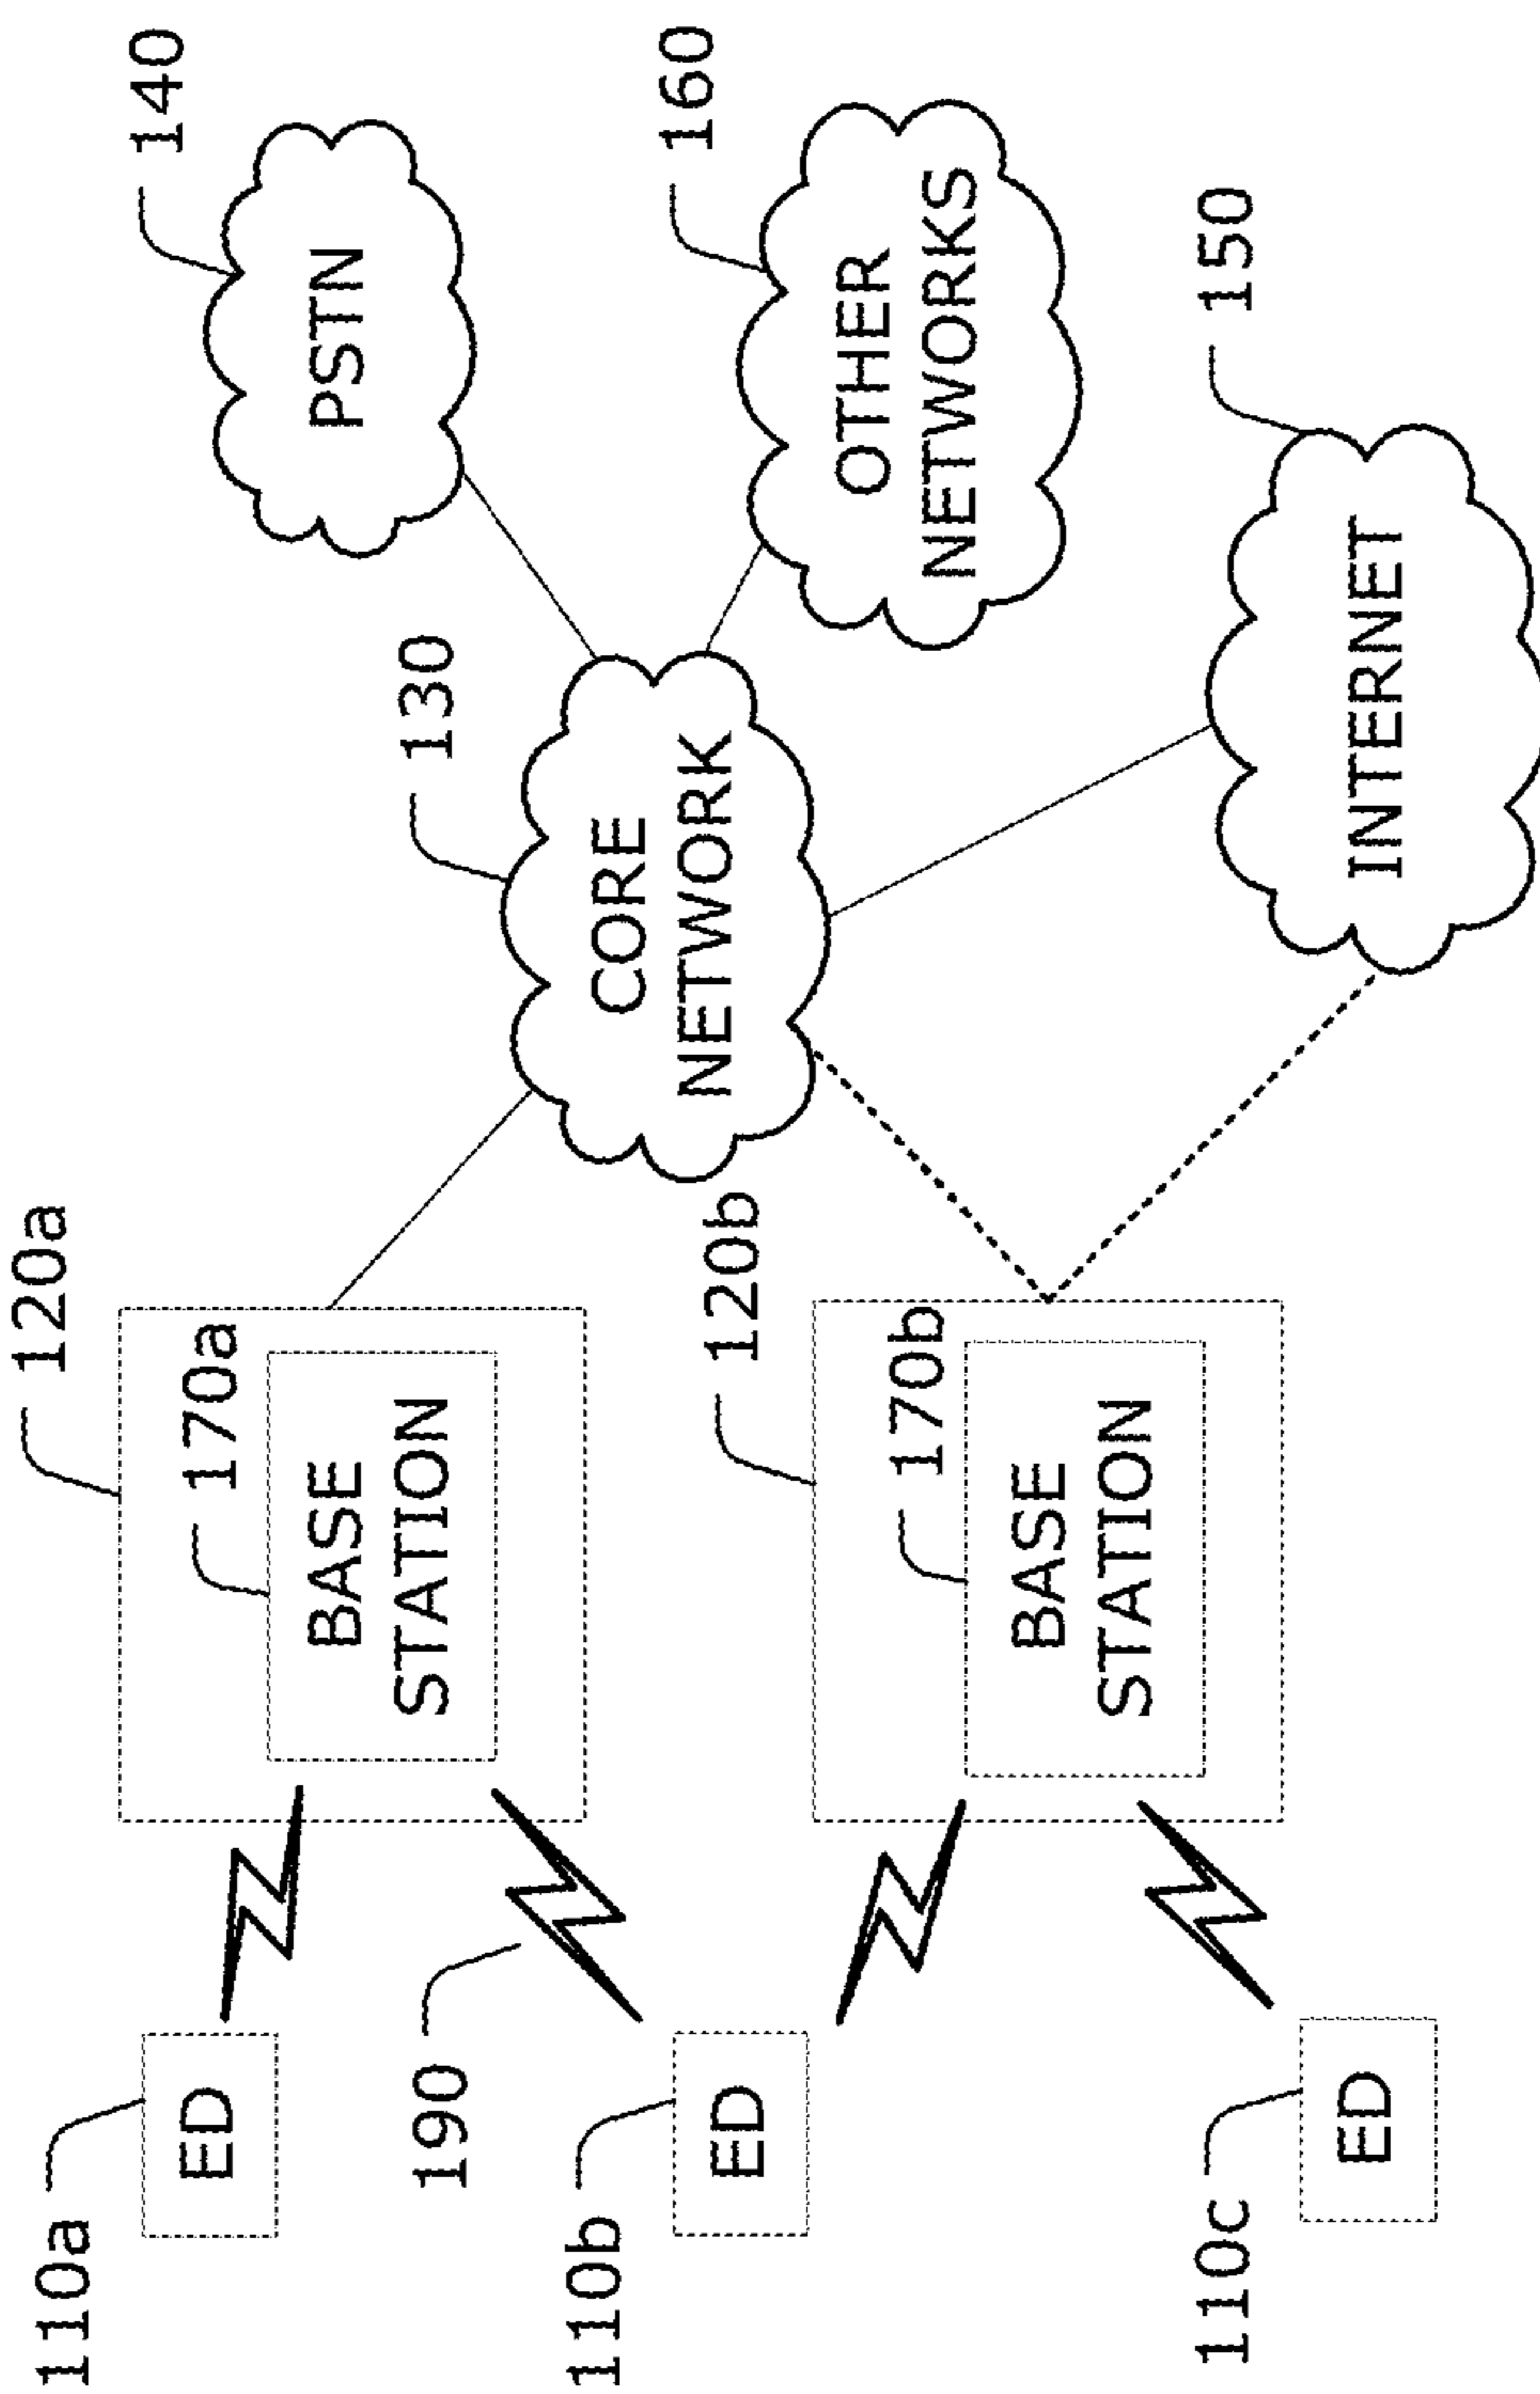 110a
ED
190
110b
ED
110c
ED
120a
170a
BASE
STATION
120b
170b
BASE
STATION
130
CORE
NETWORK
140
PSTN
160
OTHER
NETWORKS
150
INTERNET